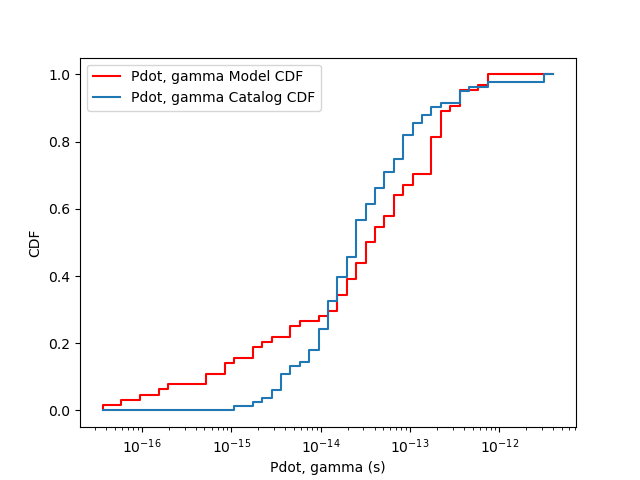 Pdot, gamma Model CDF
Pdot, gamma Catalog CDF
1.0
0.8
0.6
0.4
0.2
0.0
CDF
10⁻¹⁶ 10⁻¹⁵ 10⁻¹⁴ 10⁻¹³ 10⁻¹²
Pdot, gamma (s)